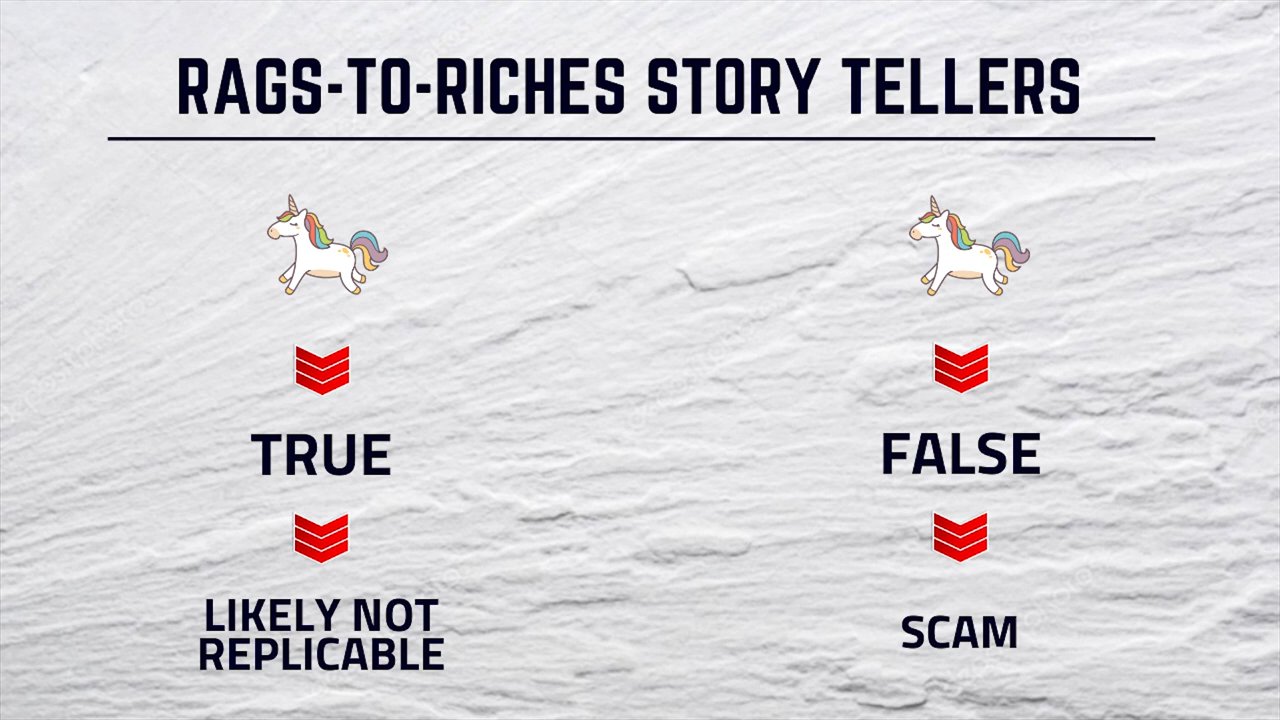 RAGS-TO-RICHES STORY TELLERS
TRUE
FALSE
LIKELY NOT
REPLICABLE
SCAM